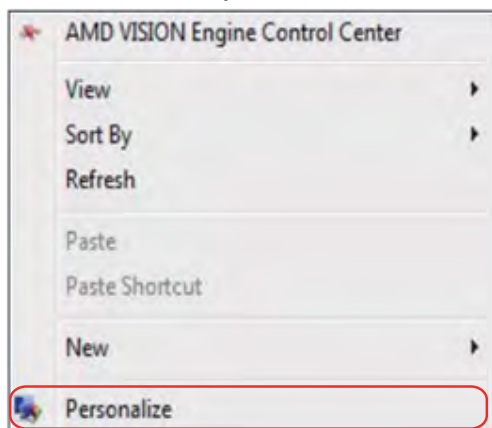 AMD VISION Engine Control Center
View
Sort By
Refresh
Paste
Paste Shortcut
New
Personalize